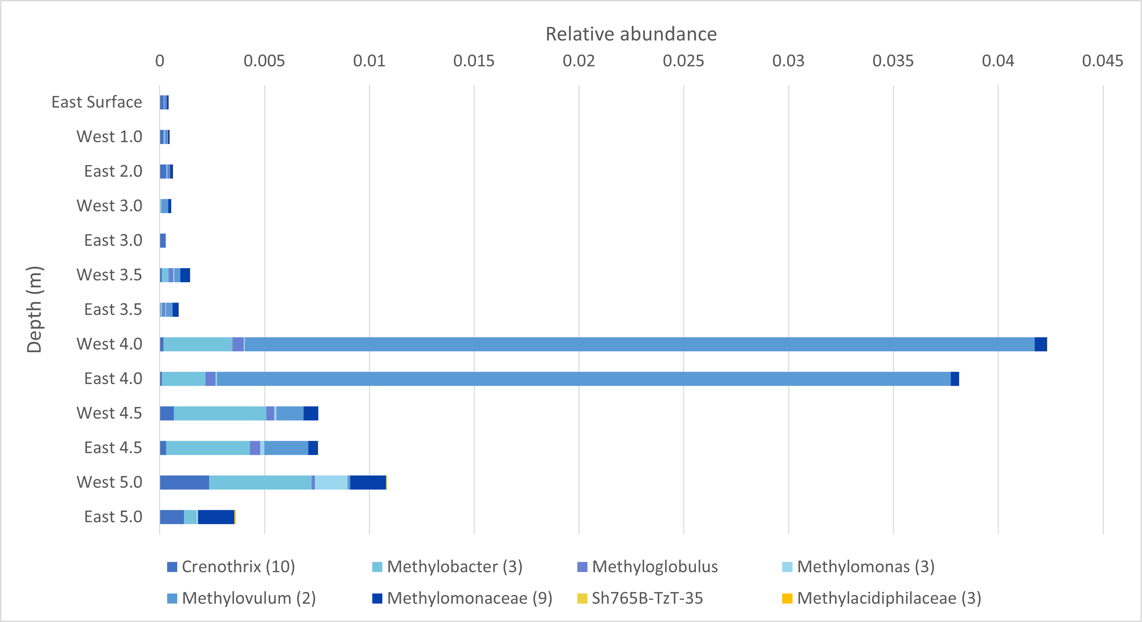 Relative abundance
0 0.005 0.01 0.015 0.02 0.025 0.03 0.035 0.04 0.045
Depth (m)
East Surface
West 1.0
East 2.0
West 3.0
East 3.0
West 3.5
East 3.5
West 4.0
East 4.0
West 4.5
East 4.5
West 5.0
East 5.0
Crenothrix (10) Methylobacter (3) Methyloglobulus Methylomonas (3)
Methylovulum (2) Methylomonaceae (9) Sh765B-TzT-35 Methylacidiphilaceae (3)